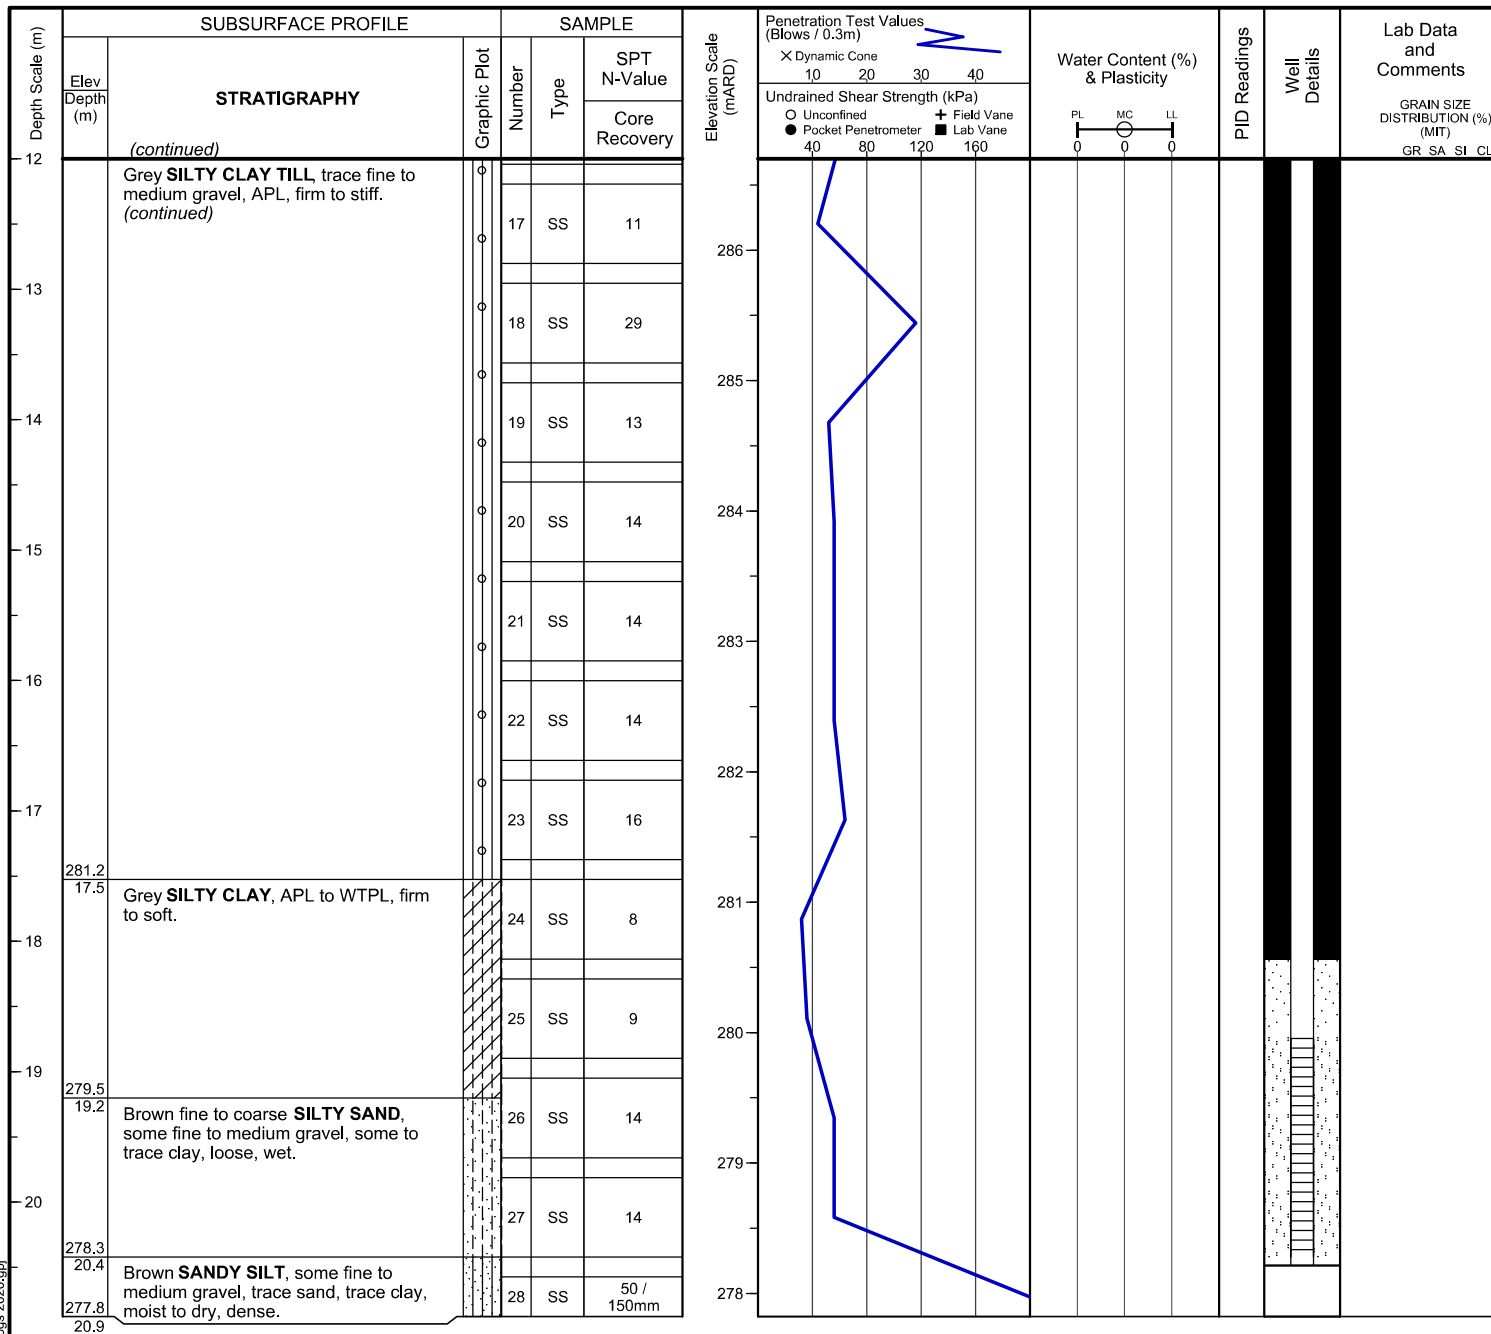 SUBSURFACE PROFILE
SAMPLE
Depth Scale (m)
Elev
Depth
(m)
STRATIGRAPHY
(continued)
Graphic Plot
Number
Type
SPT
N-Value
Core
Recovery
Elevation Scale
(mARD)
Penetration Test Values
(Blows / 0.3m)
X Dynamic Cone
10 20 30 40
Undrained Shear Strength (kPa)
Unconfined
Field Vane
Pocket Penetrometer
Lab Vane
40 80 120 160
Water Content (%)
& Plasticity
PL MC LL
0 0 0
PID Readings
Well
Details
Lab Data
and
Comments
GRAIN SIZE
DISTRIBUTION (%)
(MIT)
GR SA SI CL
12
Grey SILTY CLAY TILL, trace fine to
medium gravel, APL, firm to stiff.
(continued)
17 SS 11
286
13
18 SS 29
285
14
19 SS 13
284
20 SS 14
15
21 SS 14
283
16
22 SS 14
282
17
23 SS 16
281.2
17.5
Grey SILTY CLAY, APL to WTPL, firm
to soft.
24 SS 8
281
18
25 SS 9
280
19
279.5
19.2
Brown fine to coarse SILTY SAND,
some fine to medium gravel, some to
trace clay, loose, wet.
26 SS 14
279
20
27 SS 14
278.3
20.4
Brown SANDY SILT, some fine to
medium gravel, trace sand, trace clay,
moist to dry, dense.
28 SS 50 /
150mm
278
277.8
20.9